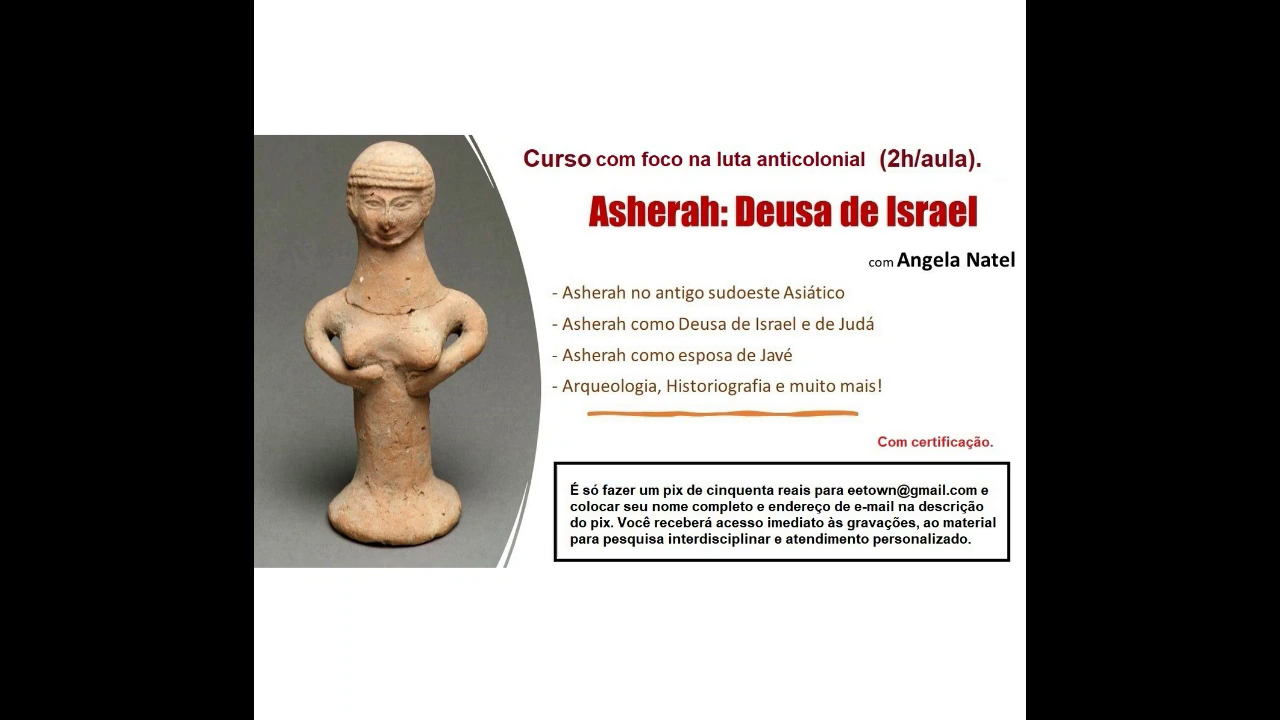 Curso com foco na luta anticolonial (2h/aula).
Asherah: Deusa de Israel
com Angela Natel
- Asherah no antigo sudoeste Asiático
- Asherah como Deusa de Israel e de Judá
- Asherah como esposa de Javé
- Arqueologia, Historiografia e muito mais!
Com certificação.
É só fazer um pix de cinquenta reais para eetown@gmail.com e
colocar seu nome completo e endereço de e-mail na descrição
do pix. Você receberá acesso imediato às gravações, ao material
para pesquisa interdisciplinar e atendimento personalizado.